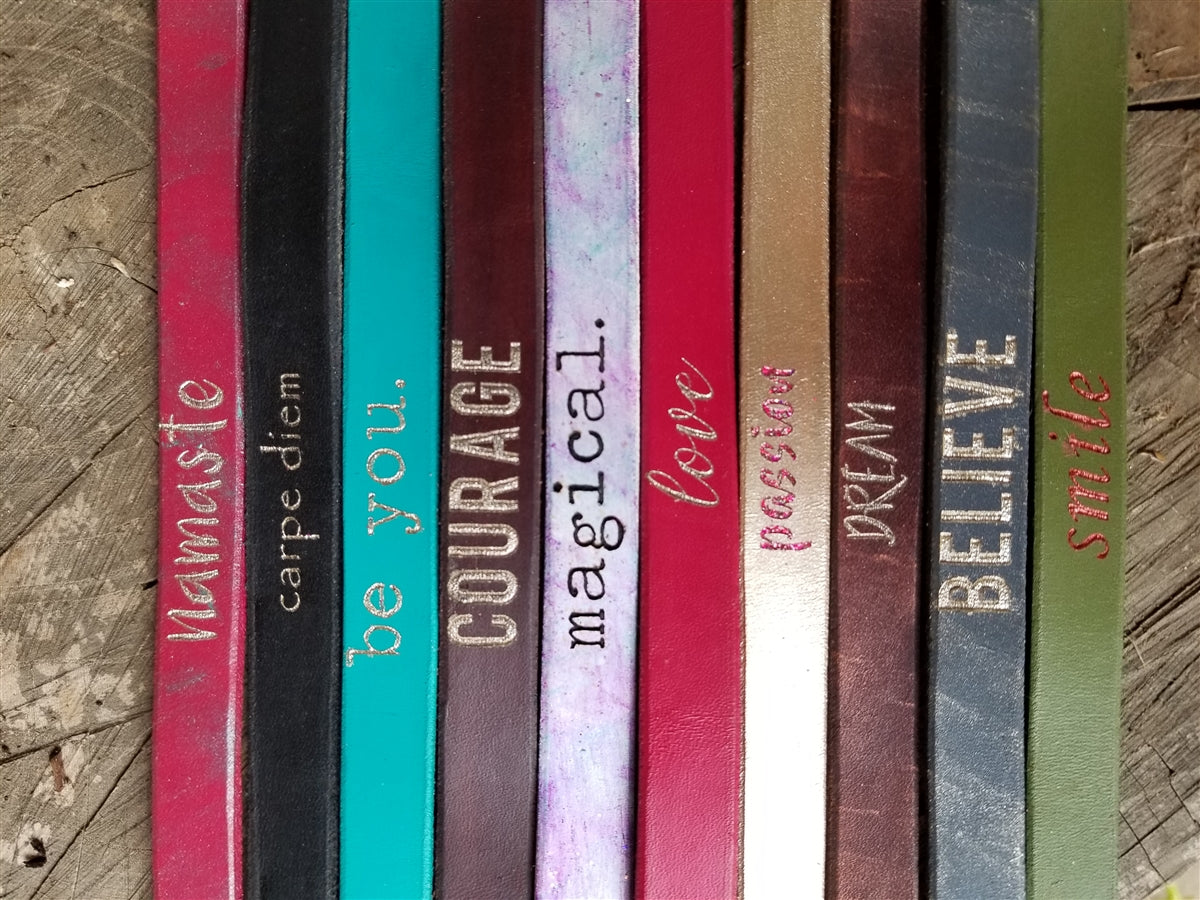 namaste
carpe diem
be you.
COURAGE
magical.
love
passion
DREAM
BELIEVE
smile